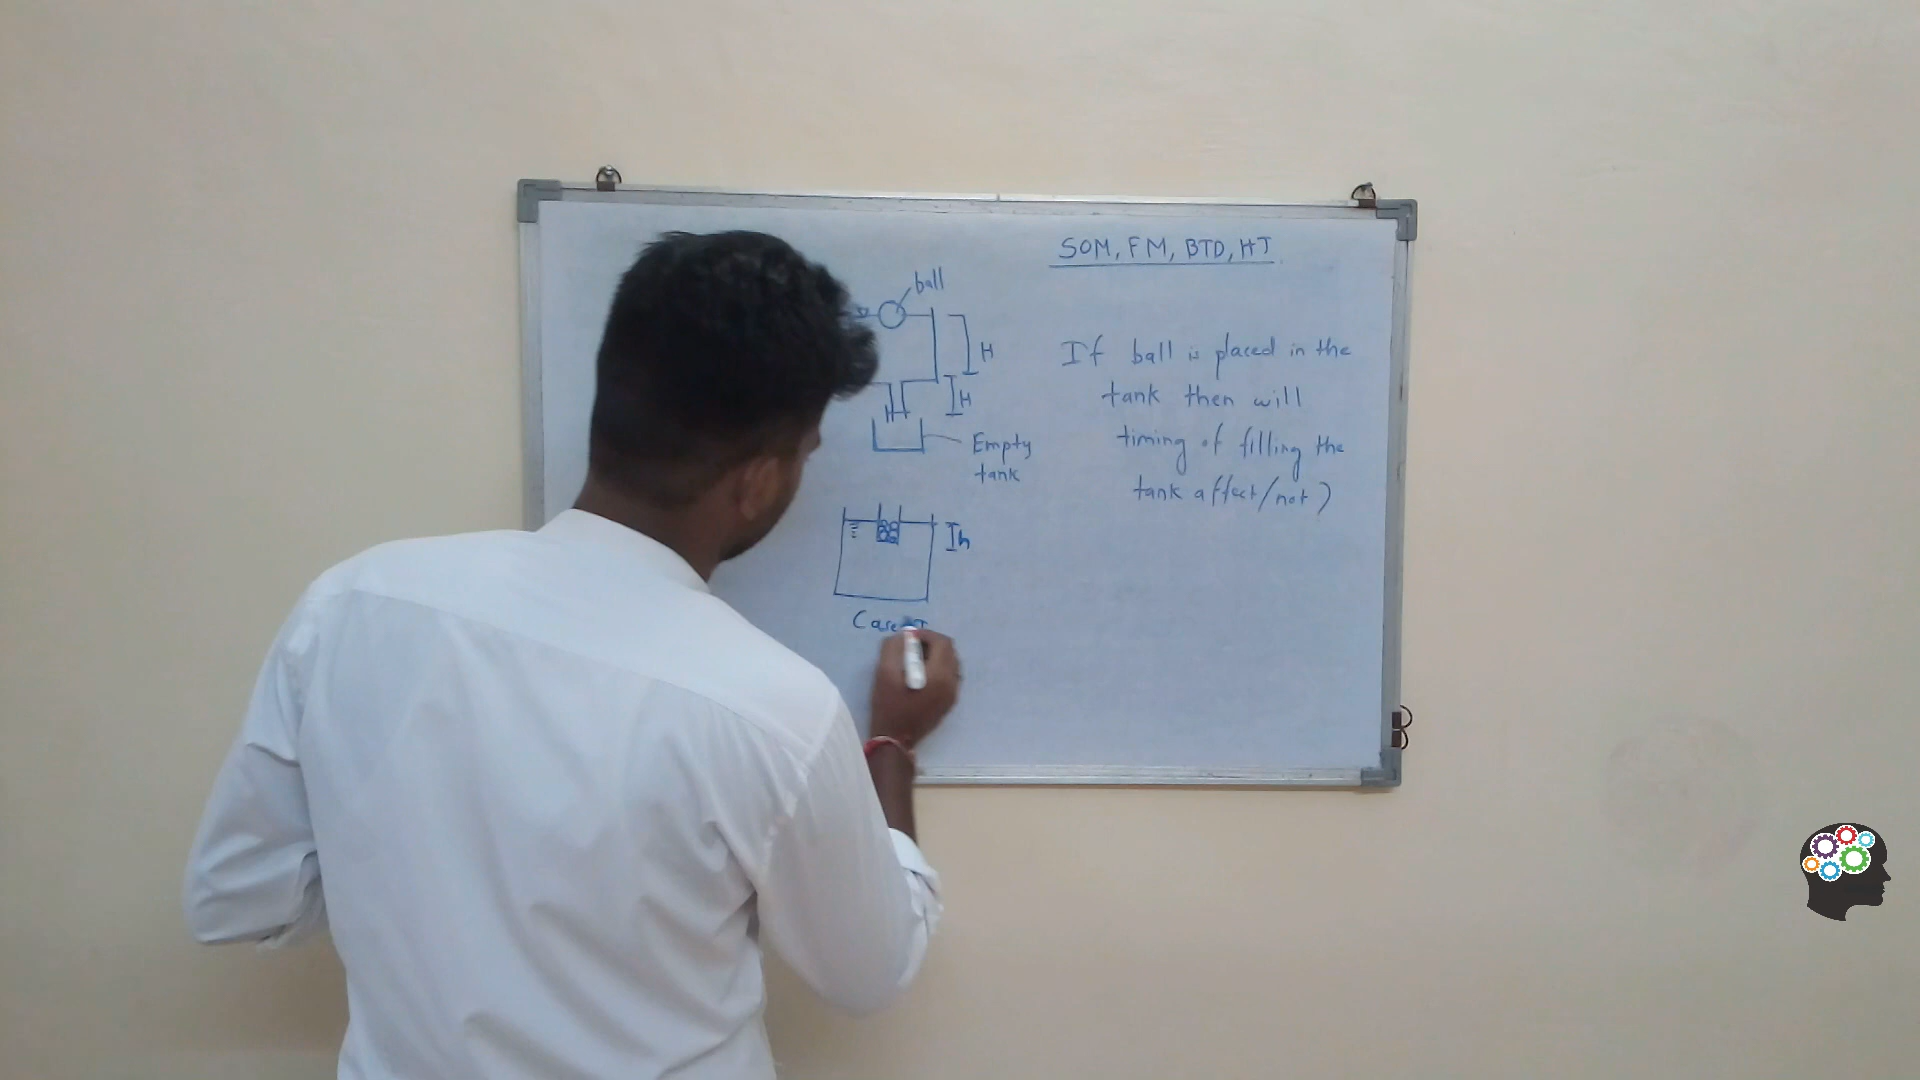 SOM, FM, BTD, HT
ball
H
H
Empty
tank
If ball is placed in the
tank then will
timing of filling the
tank affect/not)
h
Case I